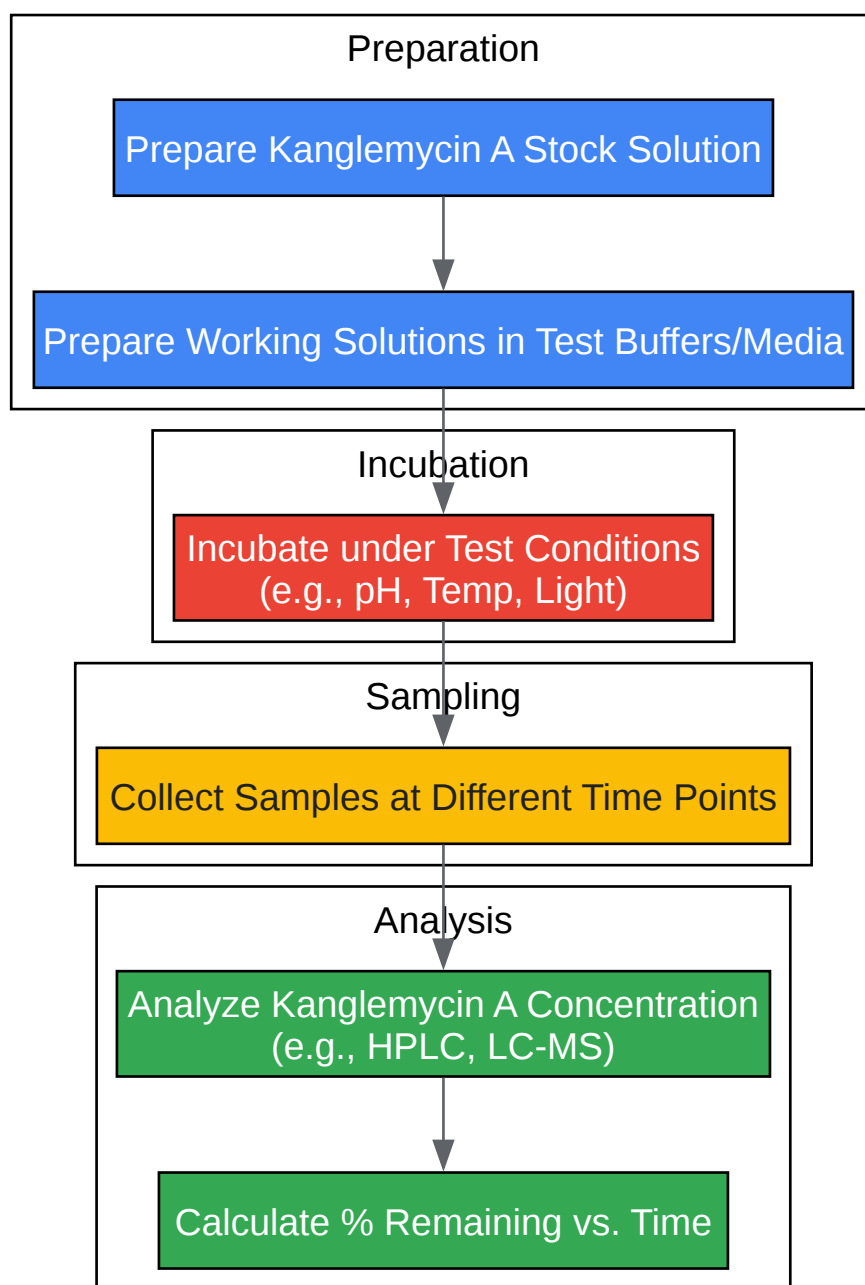 Preparation
Prepare Kanglemycin A Stock Solution
Prepare Working Solutions in Test Buffers/Media
Incubation
Incubate under Test Conditions
(e.g., pH, Temp, Light)
Sampling
Collect Samples at Different Time Points
Analysis
Analyze Kanglemycin A Concentration
(e.g., HPLC, LC-MS)
Calculate % Remaining vs. Time